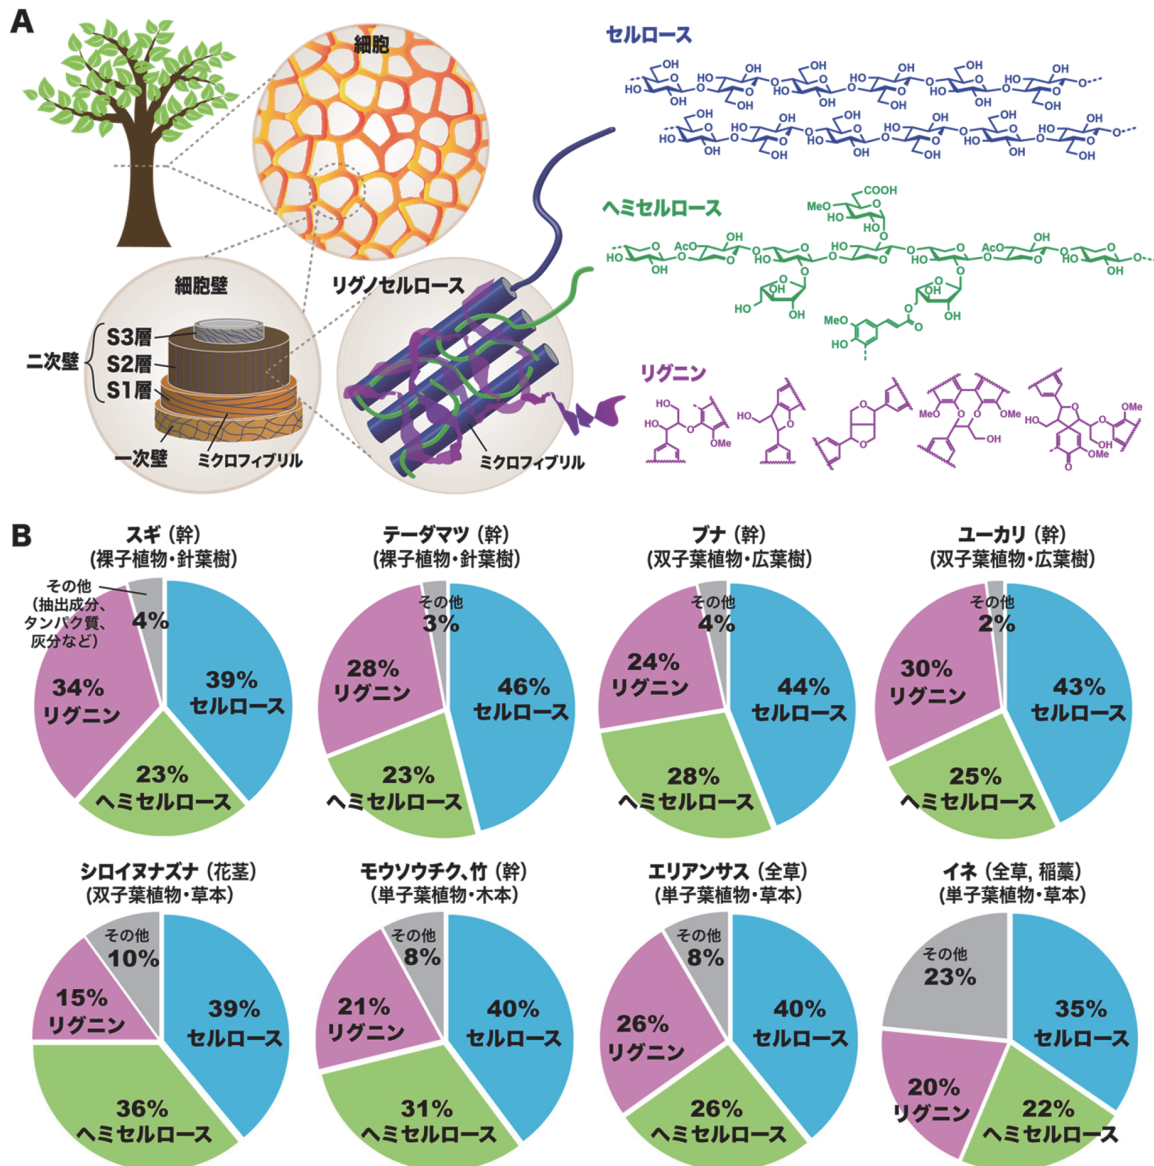 A
細胞
細胞壁
S3層
二次壁
S2層
S1層
一次壁
ミクロフィブリル
リグノセルロース
ミクロフィブリル
セルロース
ヘミセルロース
COOH
MeO
Ac
Ac
MeO
HO
リグニン
B
スギ（幹）
(裸子植物・針葉樹)
その他
(抽出成分、
タンパク質、
灰分など)
4%
39%
セルロース
34%
リグニン
23%
ヘミセルロース
テーダマツ（幹）
(裸子植物・針葉樹)
その他
3%
46%
セルロース
28%
リグニン
23%
ヘミセルロース
ブナ（幹）
(双子葉植物・広葉樹)
その他
4%
44%
セルロース
24%
リグニン
28%
ヘミセルロース
ユーカリ（幹）
(双子葉植物・広葉樹)
その他
2%
43%
セルロース
30%
リグニン
25%
ヘミセルロース
シロイヌナズナ（花茎）
(双子葉植物・草本)
その他
10%
39%
セルロース
15%
リグニン
36%
ヘミセルロース
モウソウチク、竹（幹）
(単子葉植物・木本)
その他
8%
40%
セルロース
21%
リグニン
31%
ヘミセルロース
エリアンサス（全草）
(単子葉植物・草本)
その他
8%
40%
セルロース
26%
リグニン
26%
ヘミセルロース
イネ（全草, 稲藁）
(単子葉植物・草本)
その他
23%
35%
セルロース
20%
リグニン
22%
ヘミセルロース